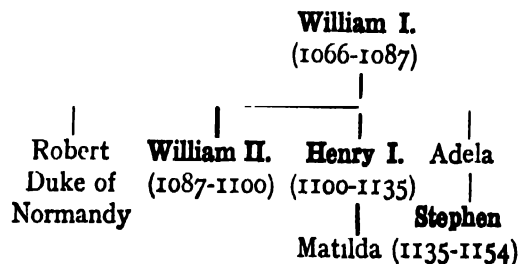 William I.
(1066-1087)
Robert William II. Henry I. Adela
Duke of (1087-1100) (1100-1135)
Normandy Stephen
Matilda (1135-1154)